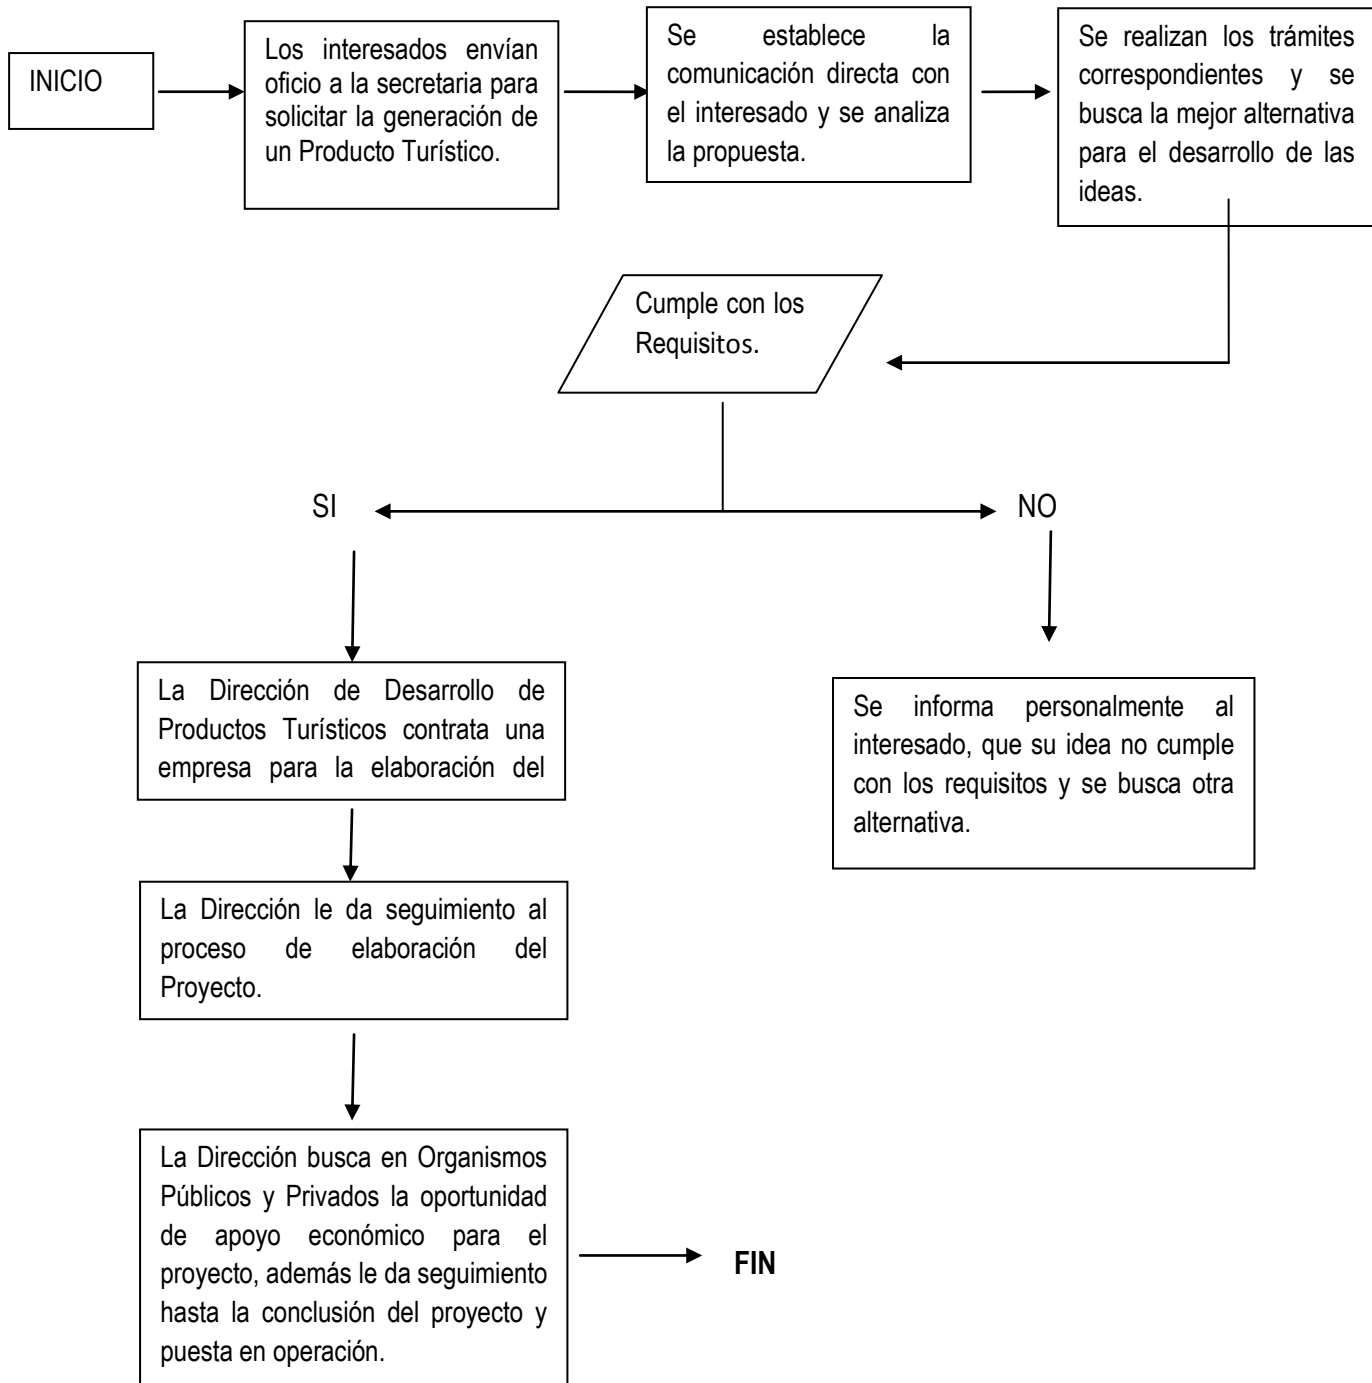 INICIO
Los interesados envían
oficio a la secretaria para
solicitar la generación de
un Producto Turístico.
Se establece la
comunicación directa con
el interesado y se analiza
la propuesta.
Se realizan los trámites
correspondientes y se
busca la mejor alternativa
para el desarrollo de las
ideas.
Cumple con los
Requisitos.
SI
NO
La Dirección de Desarrollo de
Productos Turísticos contrata una
empresa para la elaboración del
Se informa personalmente al
interesado, que su idea no cumple
con los requisitos y se busca otra
alternativa.
La Dirección le da seguimiento al
proceso de elaboración del
Proyecto.
La Dirección busca en Organismos
Públicos y Privados la oportunidad
de apoyo económico para el
proyecto, además le da seguimiento
hasta la conclusión del proyecto y
puesta en operación.
FIN